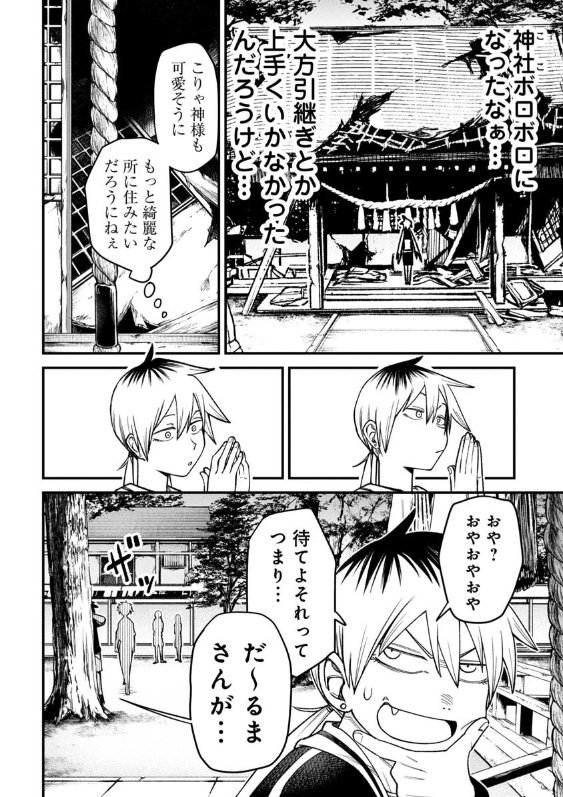 神社ボロボロに
ここ
なったなぁ…
大方引継ぎとか
上手くいかなかった
んだろうけど…
こりゃ神様も
可愛そうに
もっと綺麗な
所に住みたい
だろうにねぇ
おや?
おやおやおや
待てよそれって
つまり…
ザッ
だ～るま
さんが…